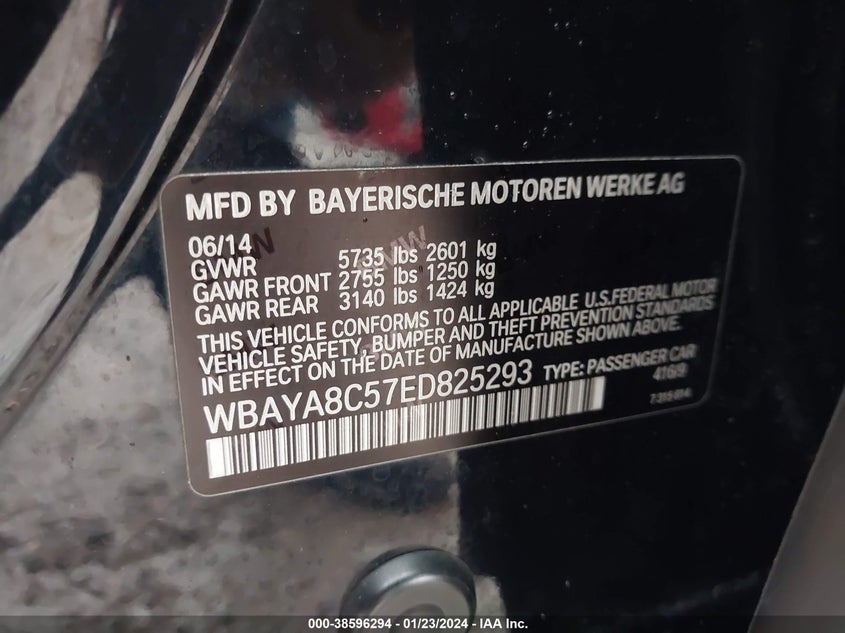 MFD BY BAYERISCHE MOTOREN WERKE AG
06/14
GVWR 5735 lbs 2601 kg
GAWR FRONT 2755 lbs 1250 kg
GAWR REAR 3140 lbs 1424 kg
THIS VEHICLE CONFORMS TO ALL APPLICABLE U.S.FEDERAL MOTOR
VEHICLE SAFETY, BUMPER AND THEFT PREVENTION STANDARDS
IN EFFECT ON THE DATE OF MANUFACTURE SHOWN ABOVE.
WBAYA8C57ED825293 TYPE: PASSENGER CAR
4169
000-38596294 - 01/23/2024 - IAA Inc.